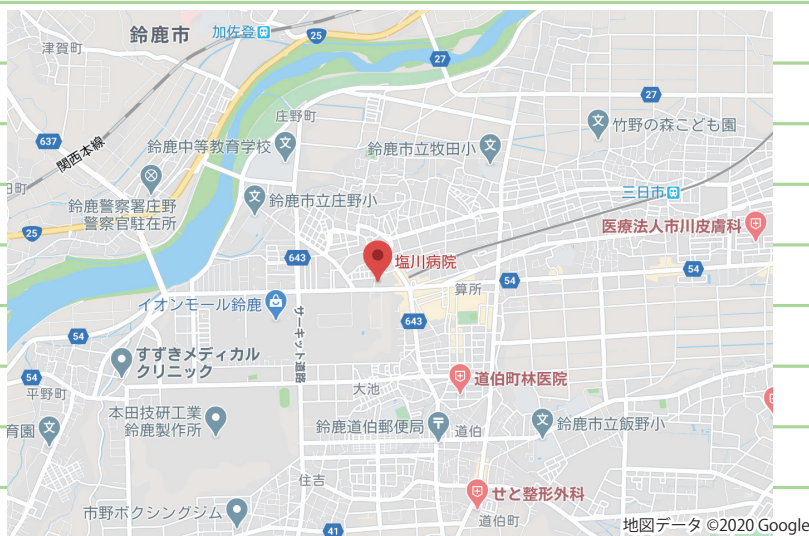 鈴鹿市
加佐登
25
津賀町
27
27
庄野町
竹野の森こども園
637
関西本線
鈴鹿中等教育学校
鈴鹿市立牧田小
三日市
鈴鹿警察署庄野
警察官駐在所
鈴鹿市立庄野小
医療法人市川皮膚科
25
643
塩川病院
54
54
算所
イオンモール鈴鹿
サーキット道路
643
54
すずきメディカル
クリニック
54
平野町
大池
道伯町林医院
本田技研工業
鈴鹿製作所
鈴鹿道伯郵便局
道伯
鈴鹿市立飯野小
育園
住吉
せと整形外科
市野ボクシングジム
道伯町
41
地図データ ©2020 Google